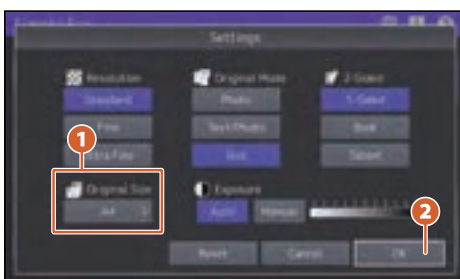 Settings
Resolution
Original Mode
2-Sided
Standard
Photo
1-Sided
Fine
Text/Photo
Book
Extra Fine
Text
Tablet
1
Original Size
Exposure
A4
Auto
Manual
2
Reset
Cancel
OK